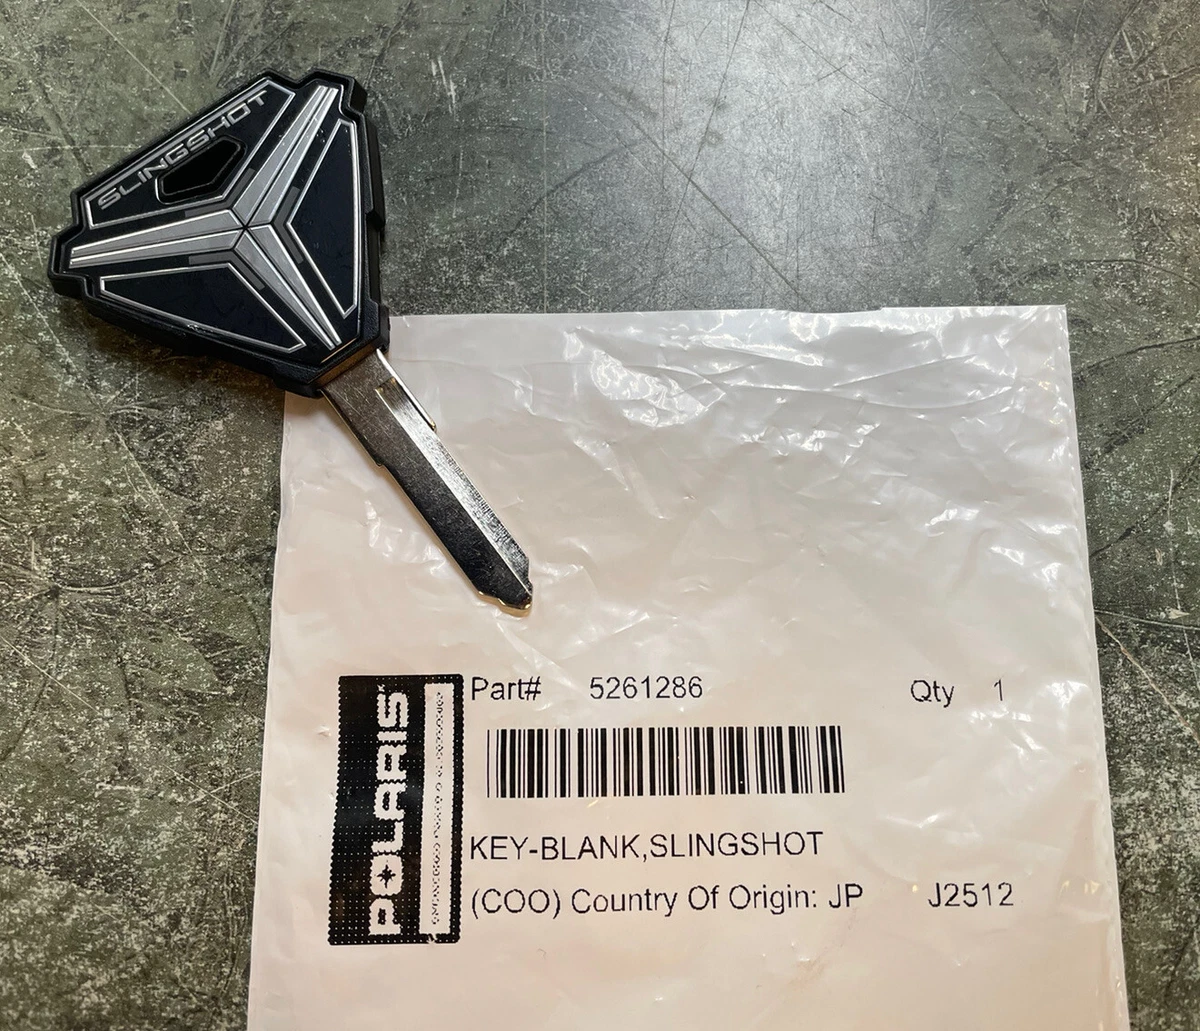 SLINGSHOT
Part# 5261286 Qty 1
POLARIS
KEY-BLANK,SLINGSHOT
(COO) Country Of Origin: JP J2512